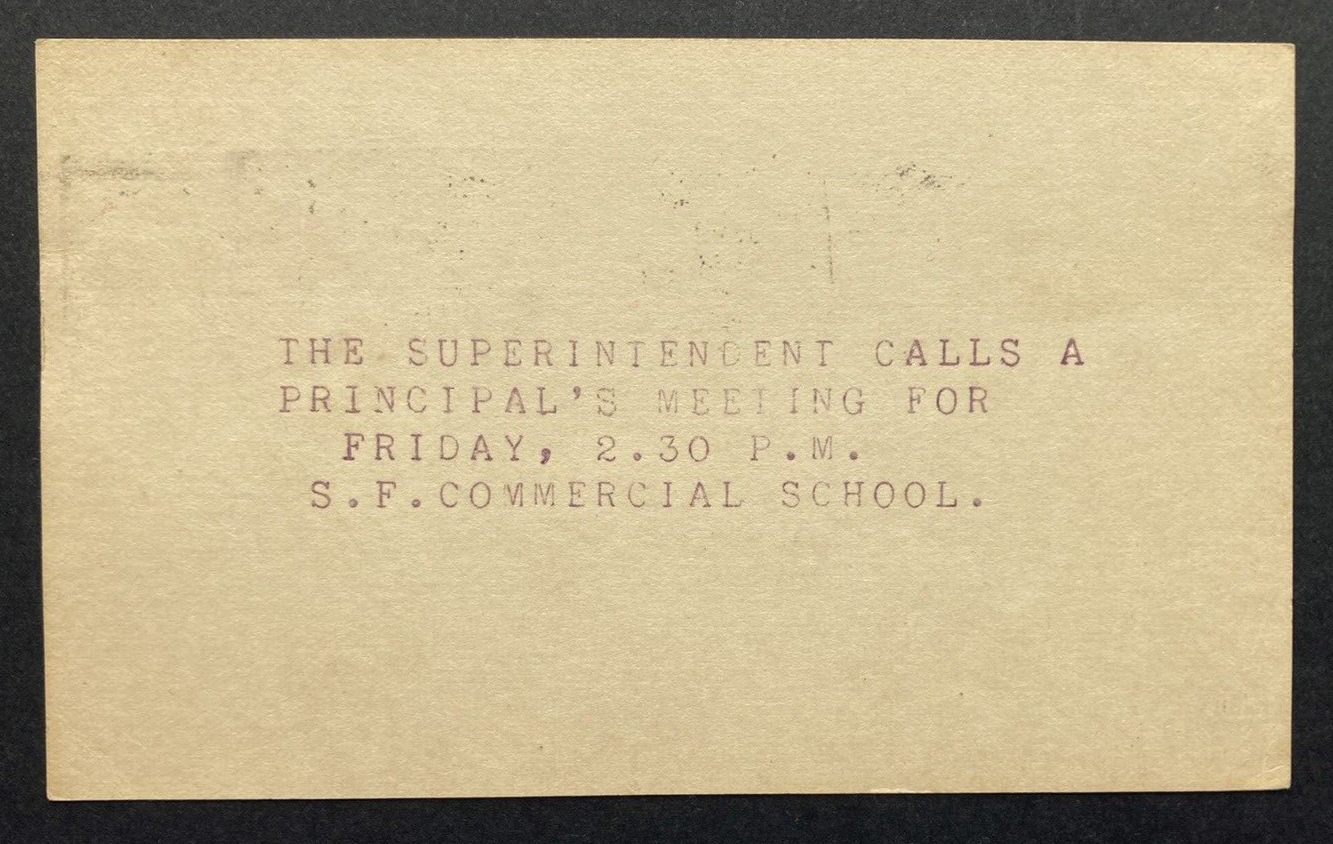 THE SUPERINTENDENT CALLS A
PRINCIPAL'S MEETING FOR
FRIDAY, 2.30 P.M.
S.F.COMMERCIAL SCHOOL.